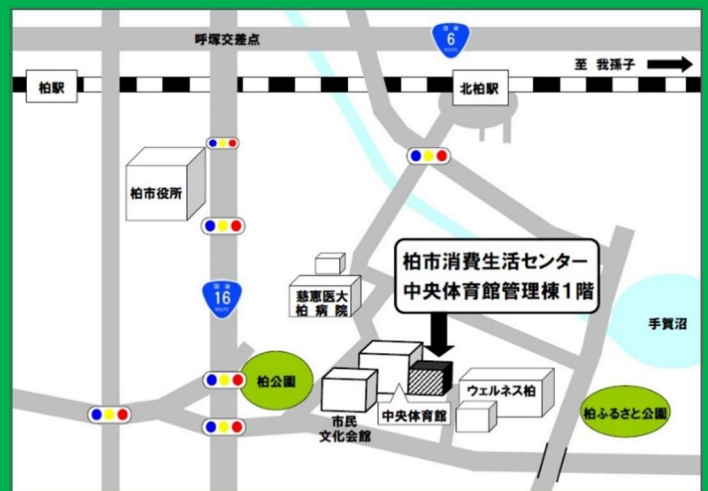 呼塚交差点
国道
6
ROUTE
至 我孫子
柏駅
北柏駅
柏市役所
国道
16
ROUTE
柏市消費生活センター
中央体育館管理棟1階
慈恵医大
柏 病 院
手賀沼
柏公園
ウェルネス柏
市民
文化会館
中央体育館
柏ふるさと公園